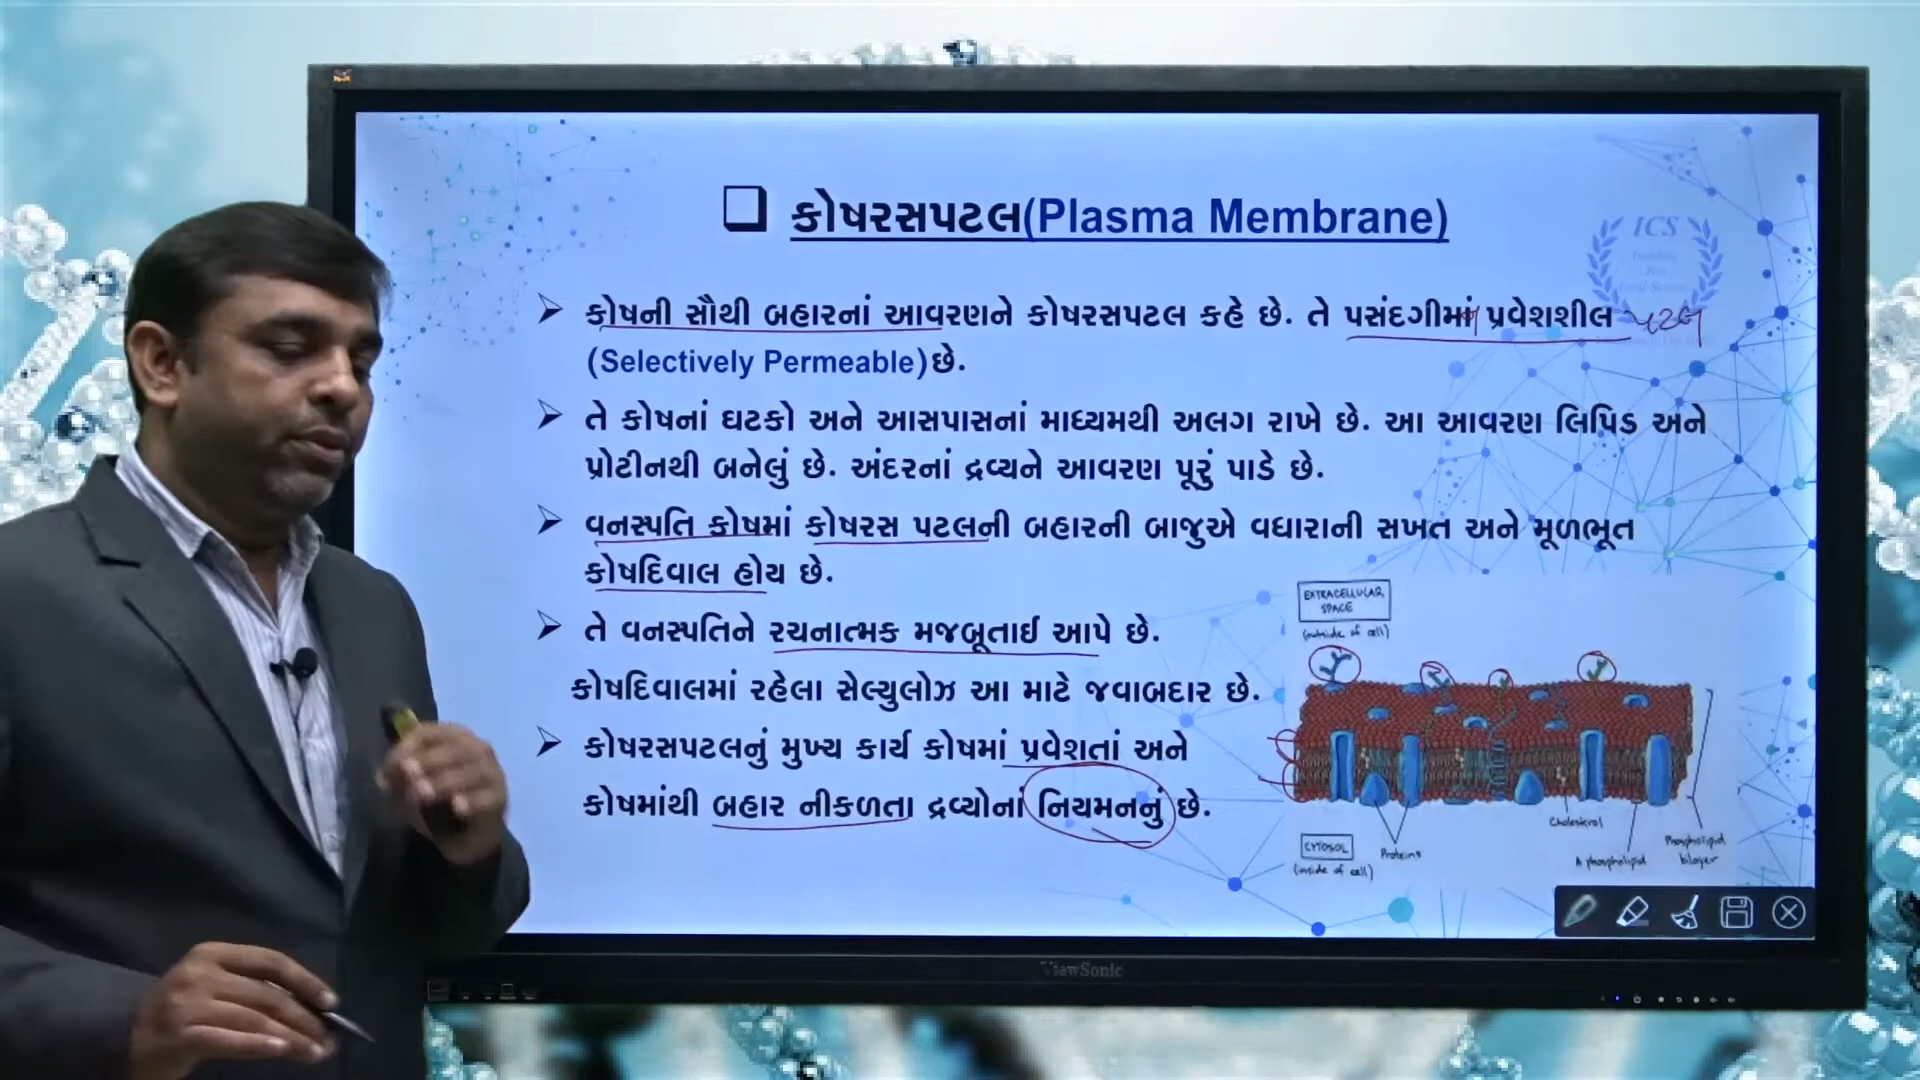 કોષરસપટલ(Plasma Membrane)
ICS
કોષની સૌથી બહારનાં આવરણને કોષરસપટલ કહે છે. તે પસંદગીમાં પ્રવેશશીલ પટલ
(Selectively Permeable) છે.
તે કોષનાં ઘટકો અને આસપાસનાં માધ્યમથી અલગ રાખે છે. આ આવરણ લિપિડ અને
પ્રોટીનથી બનેલું છે. અંદરનાં દ્રવ્યને આવરણ પૂરું પાડે છે.
વનસ્પતિ કોષમાં કોષરસ પટલની બહારની બાજુએ વધારાની સખત અને મૂળભૂત
કોષદિવાલ હોય છે.
તે વનસ્પતિને રચનાત્મક મજબૂતાઈ આપે છે.
કોષદિવાલમાં રહેલા સેલ્યુલોઝ આ માટે જવાબદાર છે.
કોષરસપટલનું મુખ્ય કાર્ય કોષમાં પ્રવેશતાં અને
કોષમાંથી બહાર નીકળતા દ્રવ્યોનાં નિયમનનું છે.
EXTRACELLULAR
SPACE
(outside of cell)
Cholesterol
CYTOSOL
(inside of cell)
Proteins
A phospholipid
Phospholipid
bilayer
ViewSonic